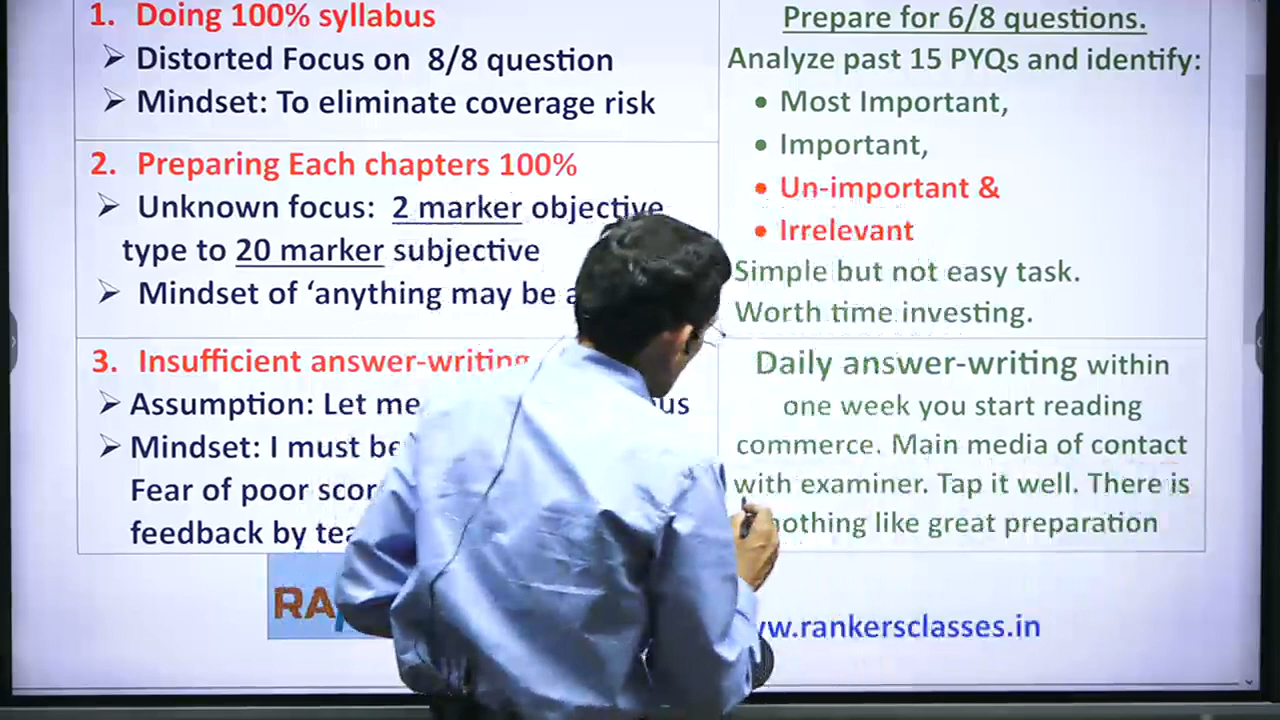 1. Doing 100% syllabus
➢ Distorted Focus on 8/8 question
➢ Mindset: To eliminate coverage risk
2. Preparing Each chapters 100%
➢ Unknown focus: 2 marker objective
type to 20 marker subjective
➢ Mindset of ‘anything may be
3. Insufficient answer-writing
➢ Assumption: Let me
➢ Mindset: I must be
Fear of poor
feedback by
Prepare for 6/8 questions.
Analyze past 15 PYQs and identify:
• Most Important,
• Important,
• Un-important &
• Irrelevant
Simple but not easy task.
Worth time investing.
Daily answer-writing within
one week you start reading
commerce. Main media of contact
with examiner. Tap it well. There is
nothing like great preparation
RA
www.rankersclasses.in